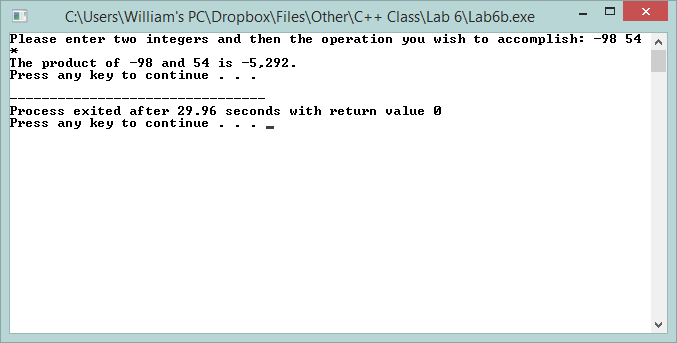 C:\Users\William's PC\Dropbox\Files\Other\C++ Class\Lab 6\Lab6b.exe
Please enter two integers and then the operation you wish to accomplish: -98 54
*
The product of -98 and 54 is -5,292.
Press any key to continue . . .
--------------------------------
Process exited after 29.96 seconds with return value 0
Press any key to continue . . .